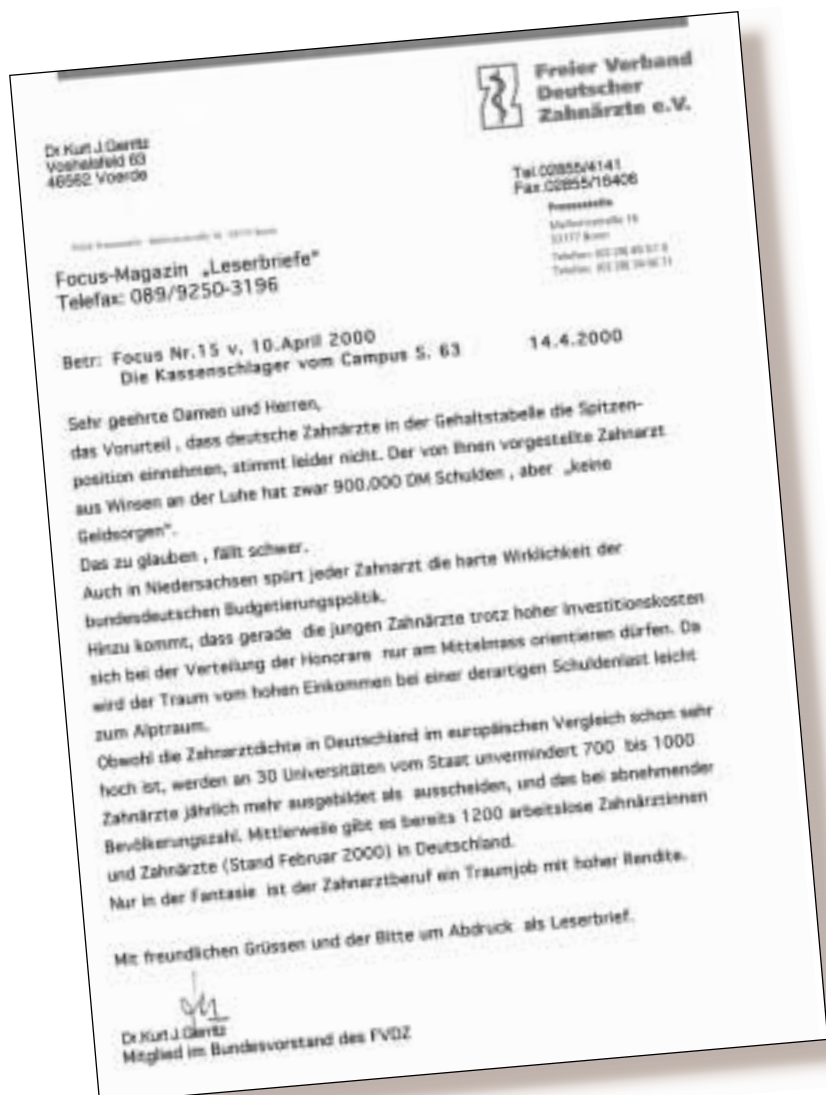 Freier Verband
Deutscher
Zahnärzte e.V.
Dr. Kurt J. Gerritz
Voshalsfeld 63
46562 Voerde
Tel.02855/4141
Fax.02855/16406
Pressestelle
53177 Bonn
Focus-Magazin „Leserbriefe"
Telefax: 089/9250-3196
Betr: Focus Nr.15 v. 10.April 2000
Die Kassenschlager vom Campus S. 63
14.4.2000
Sehr geehrte Damen und Herren,
das Vorurteil , dass deutsche Zahnärzte in der Gehaltstabelle die Spitzen-
position einnehmen, stimmt leider nicht. Der von Ihnen vorgestellte Zahnarzt
aus Winsen an der Luhe hat zwar 900.000 DM Schulden , aber „keine
Geldsorgen".
Das zu glauben , fällt schwer.
Auch in Niedersachsen spürt jeder Zahnarzt die harte Wirklichkeit der
bundesdeutschen Budgetierungspolitik.
Hinzu kommt, dass gerade die jungen Zahnärzte trotz hoher Investitionskosten
sich bei der Verteilung der Honorare nur am Mittelmass orientieren dürfen. Da
wird der Traum vom hohen Einkommen bei einer derartigen Schuldenlast leicht
zum Alptraum.
Obwohl die Zahnarztdichte in Deutschland im europäischen Vergleich schon sehr
hoch ist, werden an 30 Universitäten vom Staat unvermindert 700 bis 1000
Zahnärzte jährlich mehr ausgebildet als ausscheiden, und das bei abnehmender
Bevölkerungszahl. Mittlerweile gibt es bereits 1200 arbeitslose Zahnärztinnen
und Zahnärzte (Stand Februar 2000) in Deutschland.
Nur in der Fantasie ist der Zahnarztberuf ein Traumjob mit hoher Rendite.
Mit freundlichen Grüssen und der Bitte um Abdruck als Leserbrief.
Dr.Kurt J.Gerritz
Mitglied im Bundesvorstand des FVDZ